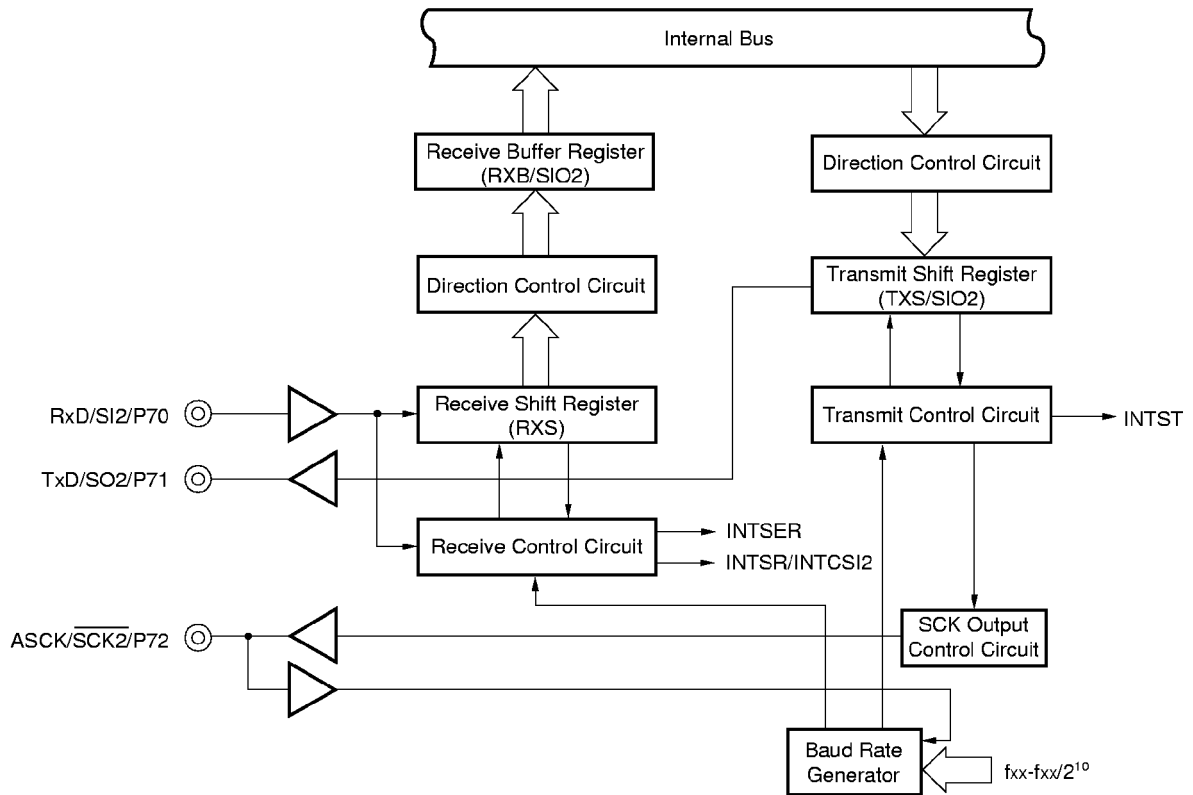 Internal Bus
Receive Buffer Register
(RXB/SIO2)
Direction Control Circuit
Direction Control Circuit
Transmit Shift Register
(TXS/SIO2)
RxD/SI2/P70
Receive Shift Register
(RXS)
Transmit Control Circuit
INTST
TxD/SO2/P71
Receive Control Circuit
INTSER
INTSR/INTCSI2
ASCK/S̅C̅K̅2̅/P72
SCK Output
Control Circuit
Baud Rate
Generator
fxx-fxx/2¹⁰